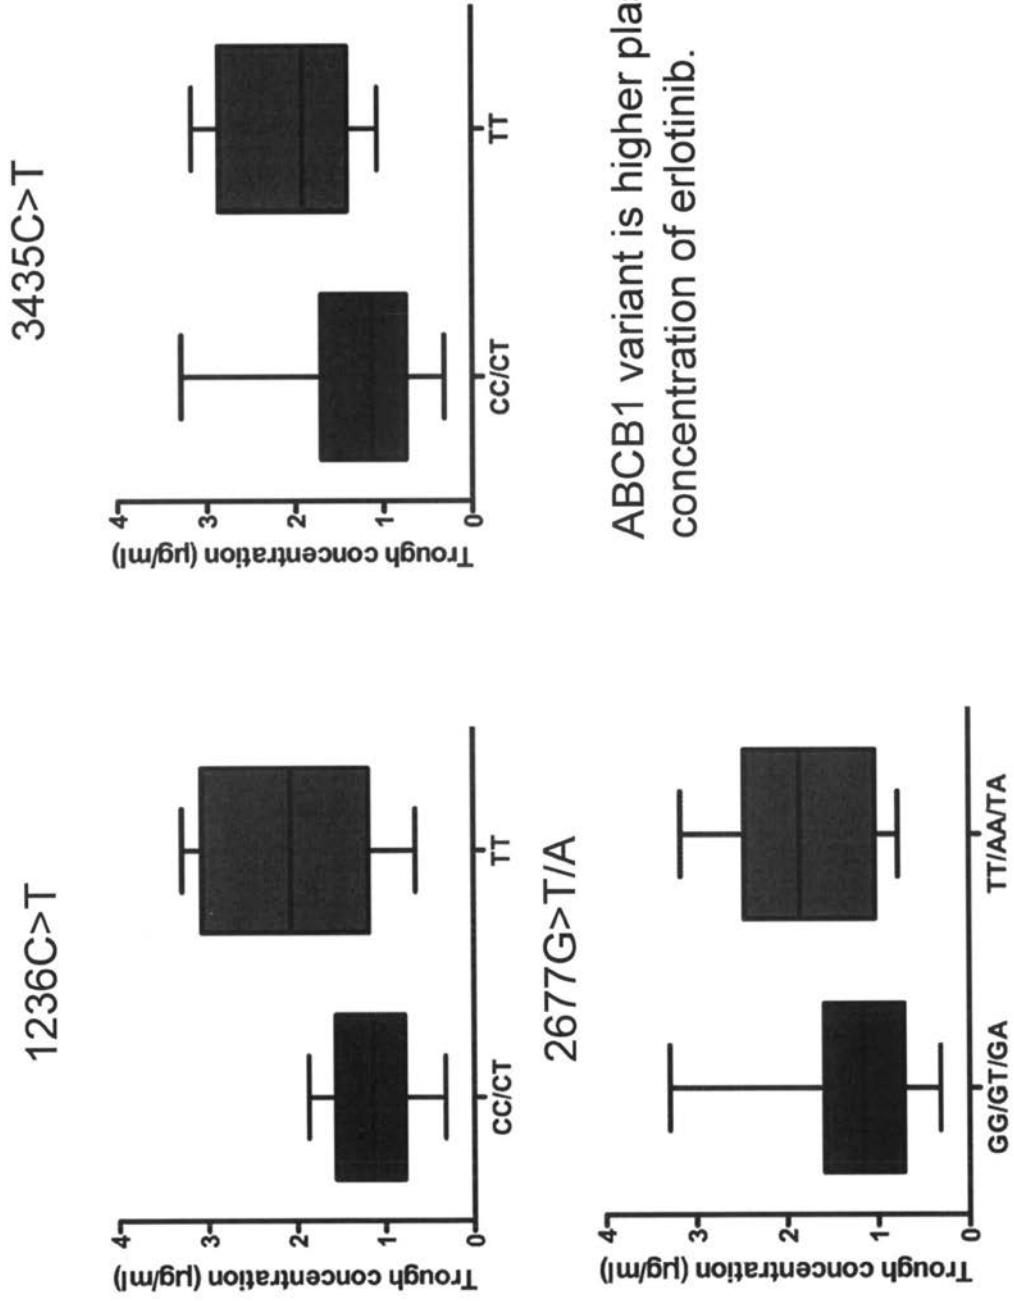 1236C>T
Trough concentration (µg/ml)
4
3
2
1
0
CC/CT
TT
3435C>T
Trough concentration (µg/ml)
4
3
2
1
0
CC/CT
TT
2677G>T/A
Trough concentration (µg/ml)
4
3
2
1
0
GG/GT/GA
TT/AA/TA
ABCB1 variant is higher pla
concentration of erlotinib.